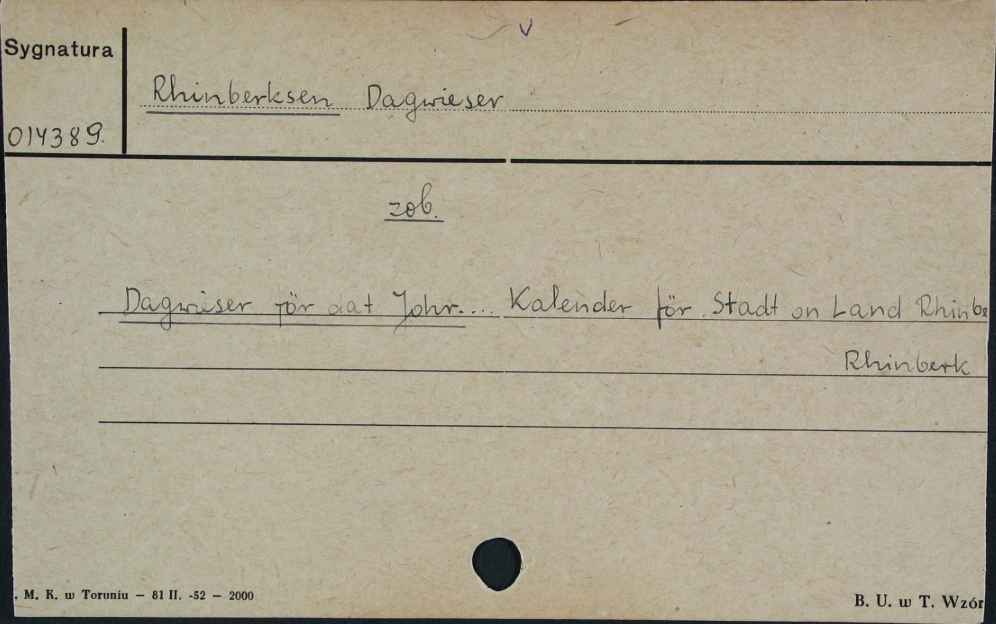 v
Sygnatura
Rhinberksen Dagwieser
014389.
zob.
Dagwieser för dat Johr.... Kalender för Stadt on Land Rhinbe
Rhinberk
. M. K. w Toruniu — 81 II. -52 — 2000
B. U. w T. Wzór